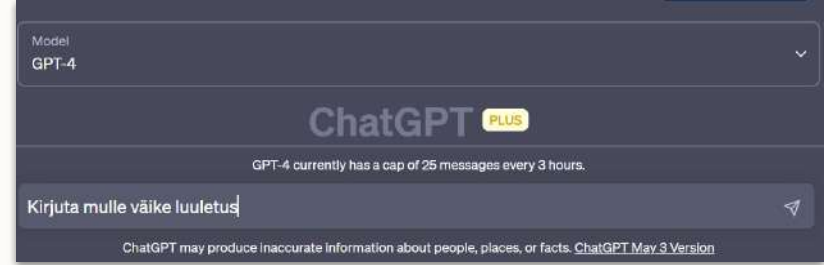 Model
GPT-4
ChatGPT PLUS
GPT-4 currently has a cap of 25 messages every 3 hours.
Kirjuta mulle väike luuletus
ChatGPT may produce inaccurate information about people, places, or facts. ChatGPT May 3 Version